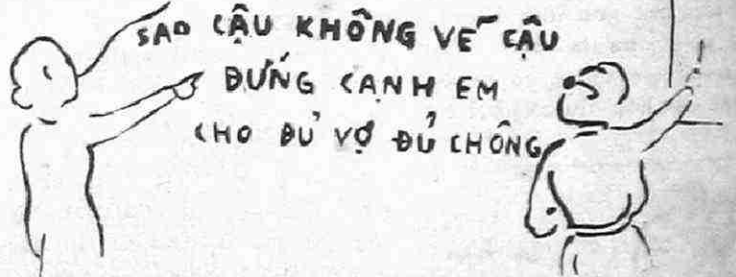 SAO CẬU KHÔNG VẼ CẬU
ĐỨNG CẠNH EM
CHO ĐỦ VỢ ĐỦ CHỒNG